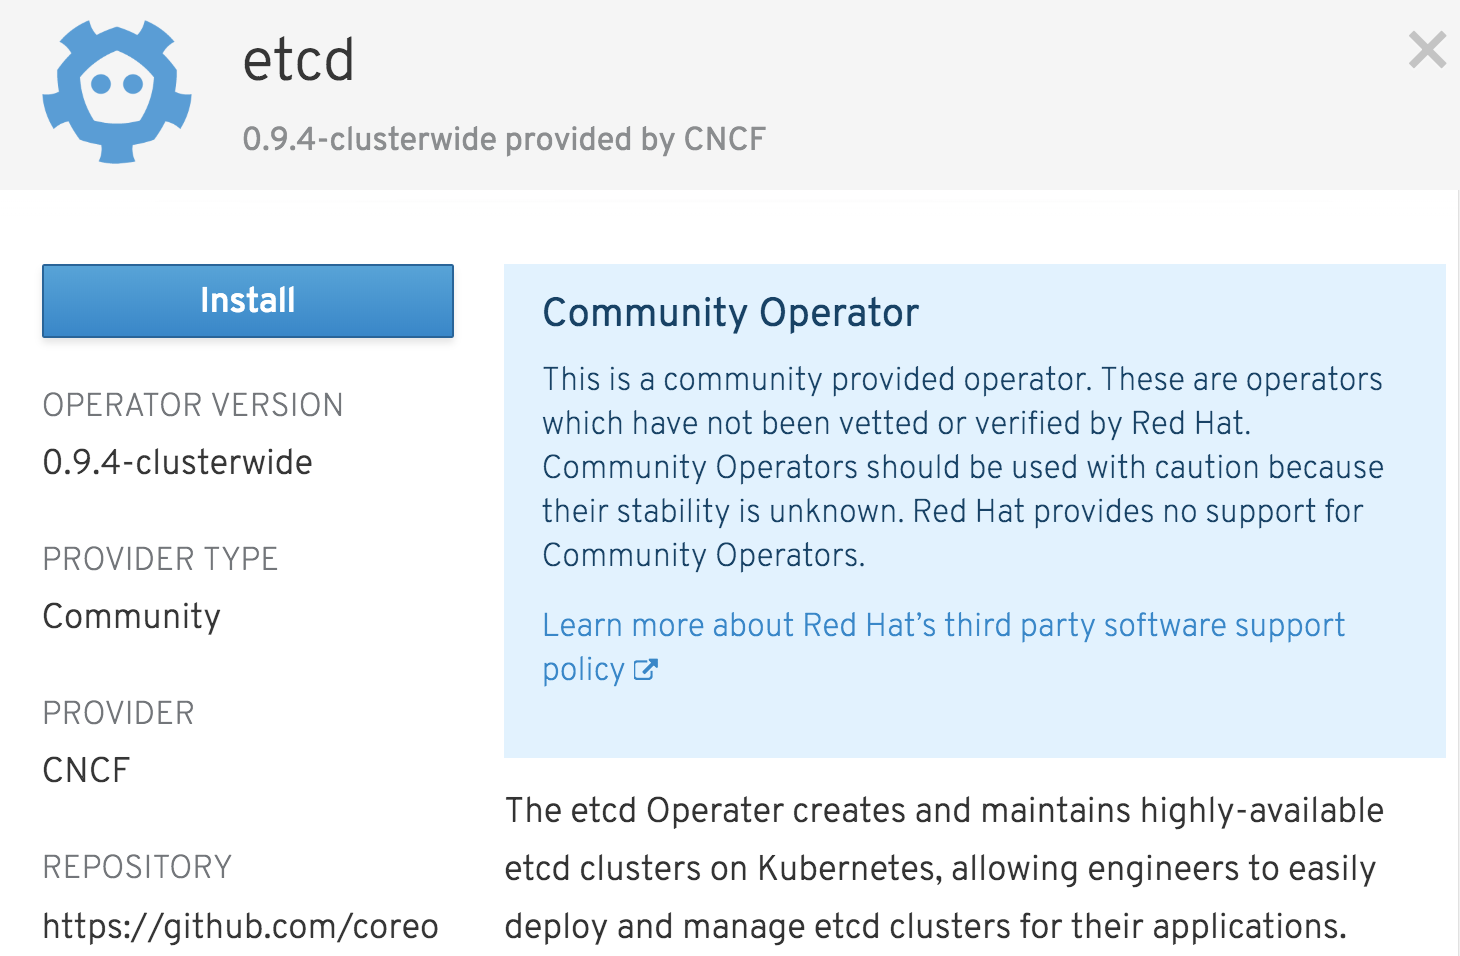 etcd
0.9.4-clusterwide provided by CNCF
Install
OPERATOR VERSION
0.9.4-clusterwide
PROVIDER TYPE
Community
PROVIDER
CNCF
REPOSITORY
https://github.com/coreo
Community Operator
This is a community provided operator. These are operators
which have not been vetted or verified by Red Hat.
Community Operators should be used with caution because
their stability is unknown. Red Hat provides no support for
Community Operators.
Learn more about Red Hat’s third party software support
policy
The etcd Operater creates and maintains highly-available
etcd clusters on Kubernetes, allowing engineers to easily
deploy and manage etcd clusters for their applications.